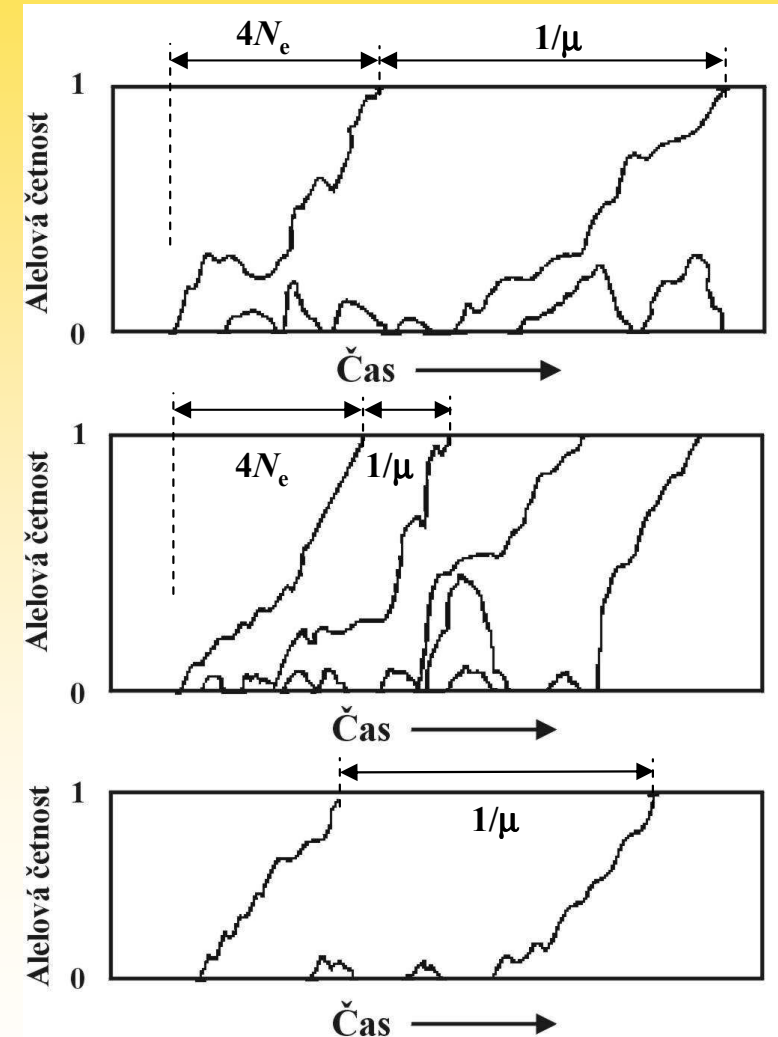 4Nₑ 1/μ
1
Alelová četnost
0
Čas
1
4Nₑ 1/μ
Alelová četnost
0
Čas
1
1/μ
Alelová četnost
0
Čas